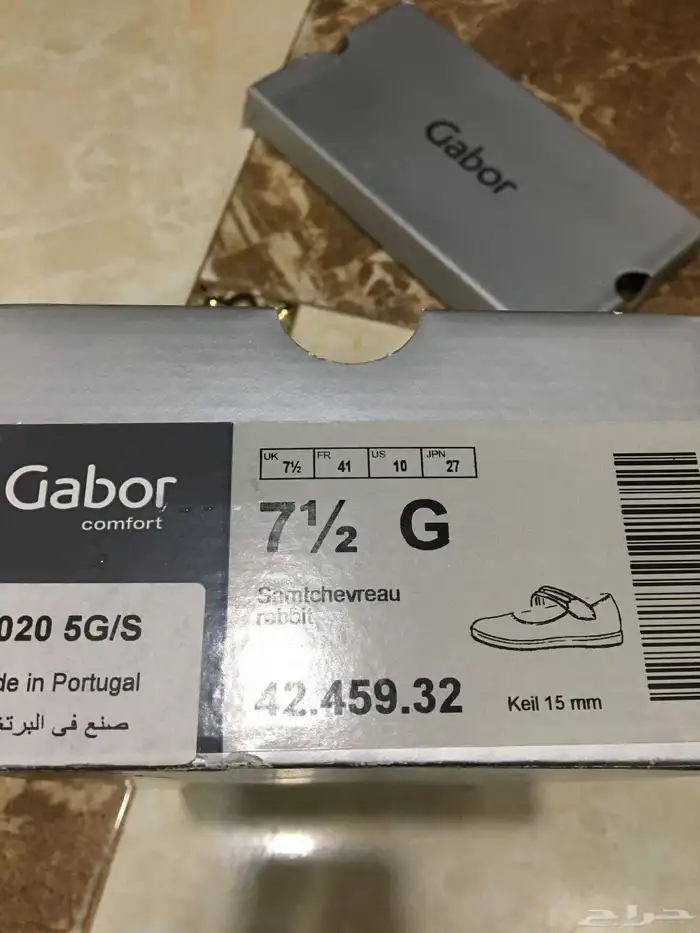 Gabor
Gabor
comfort
UK 7½ FR 41 US 10 JPN 27
7½ G
Samtchevreau
rabbit
42.459.32
Keil 15 mm
020 5G/S
de in Portugal
صنع في
حراج